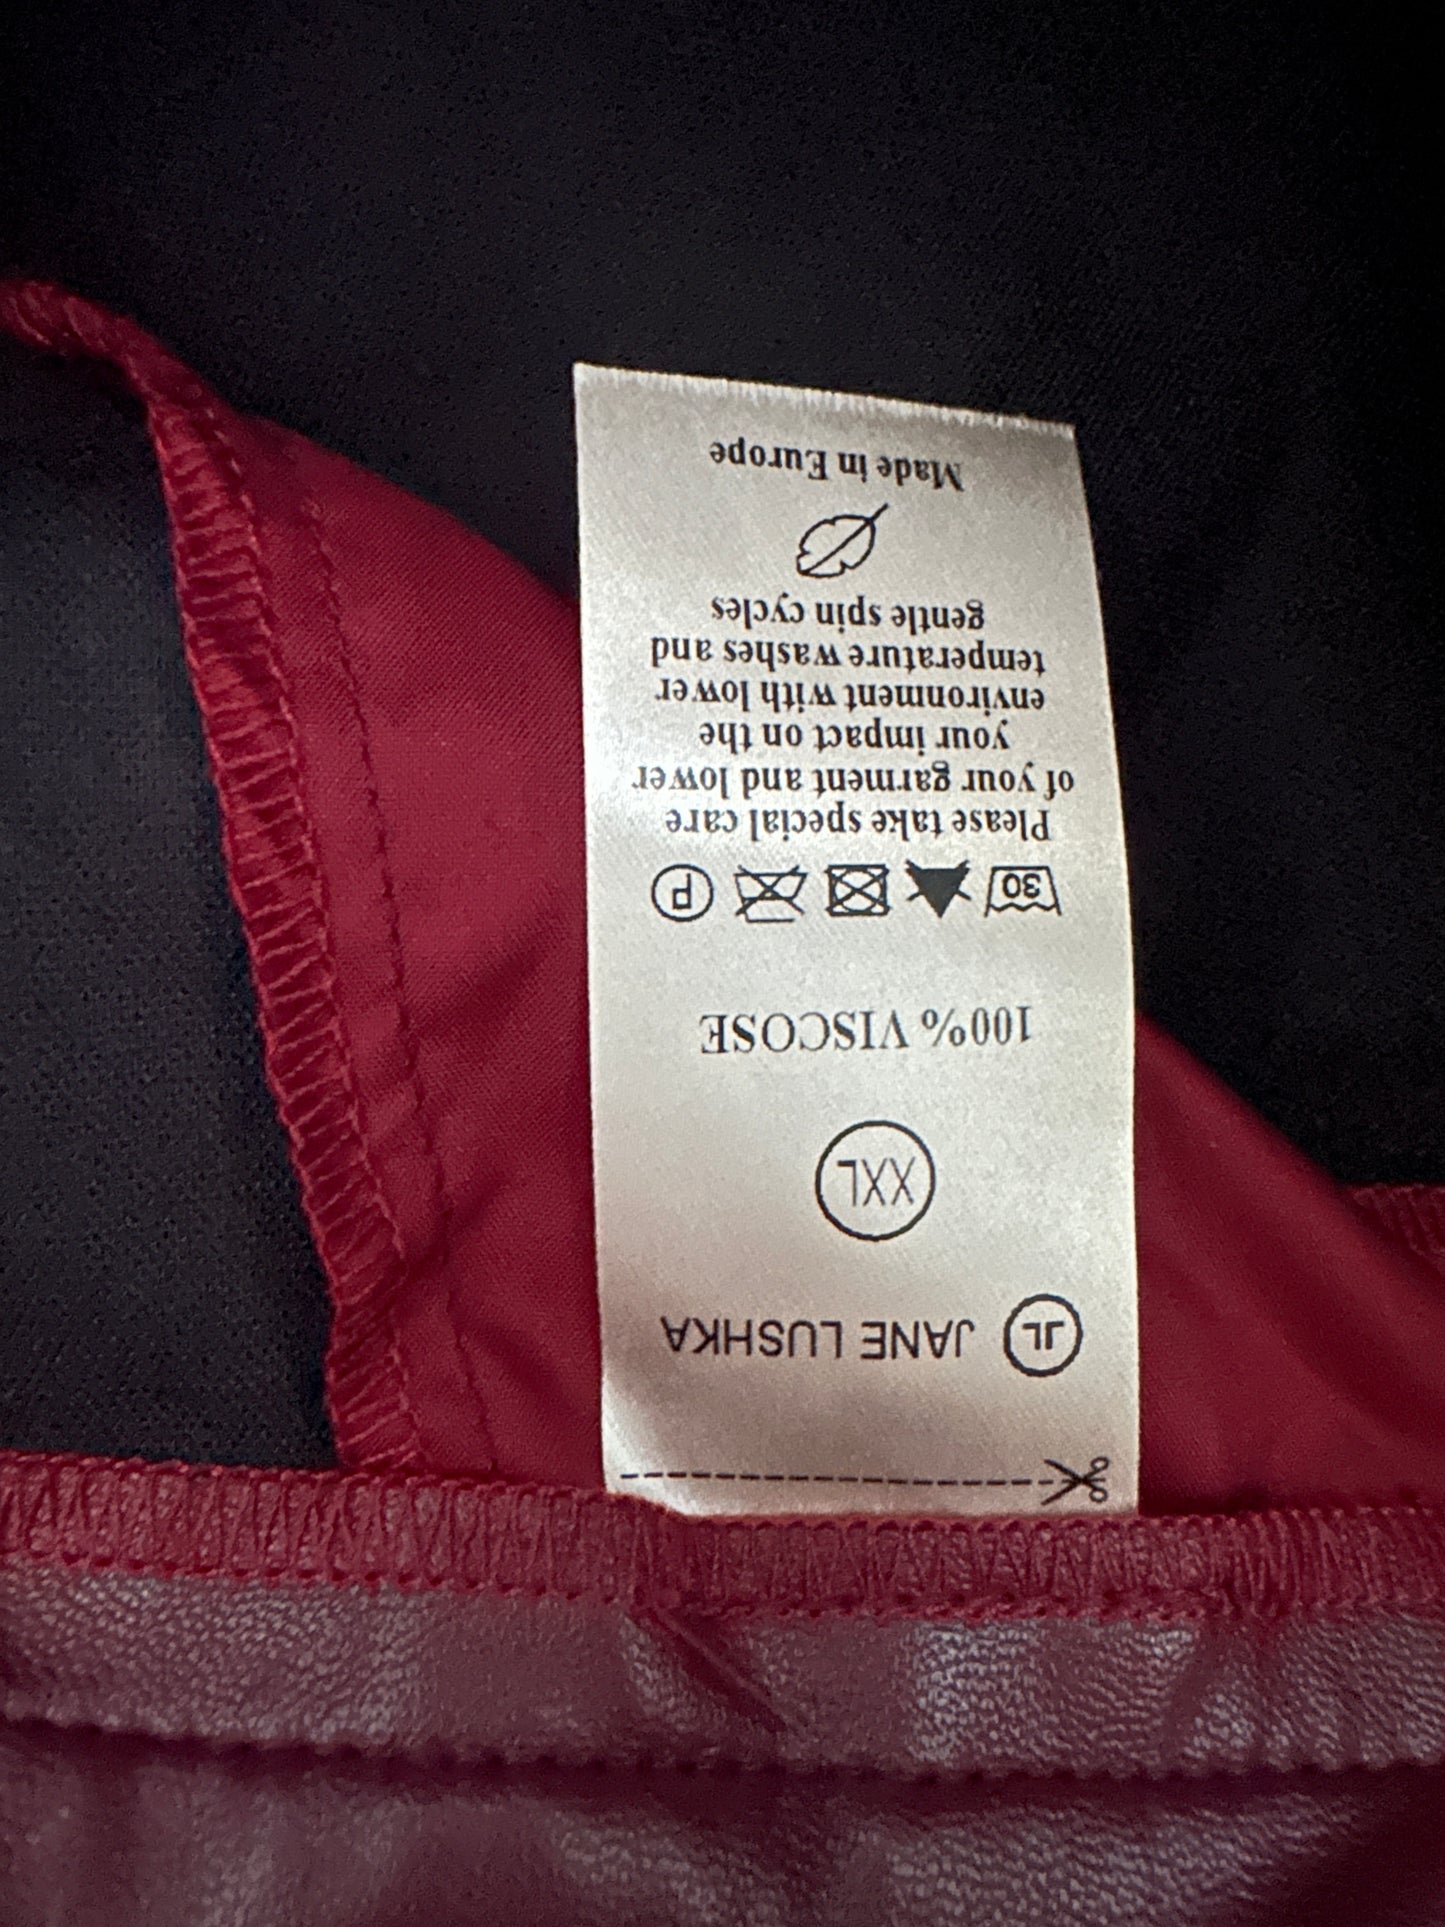 JL JANE LUSHKA
XXL
100% VISCOSE
30 P
Please take special care
of your garment and lower
your impact on the
environment with lower
temperature washes and
gentle spin cycles
Made in Europe